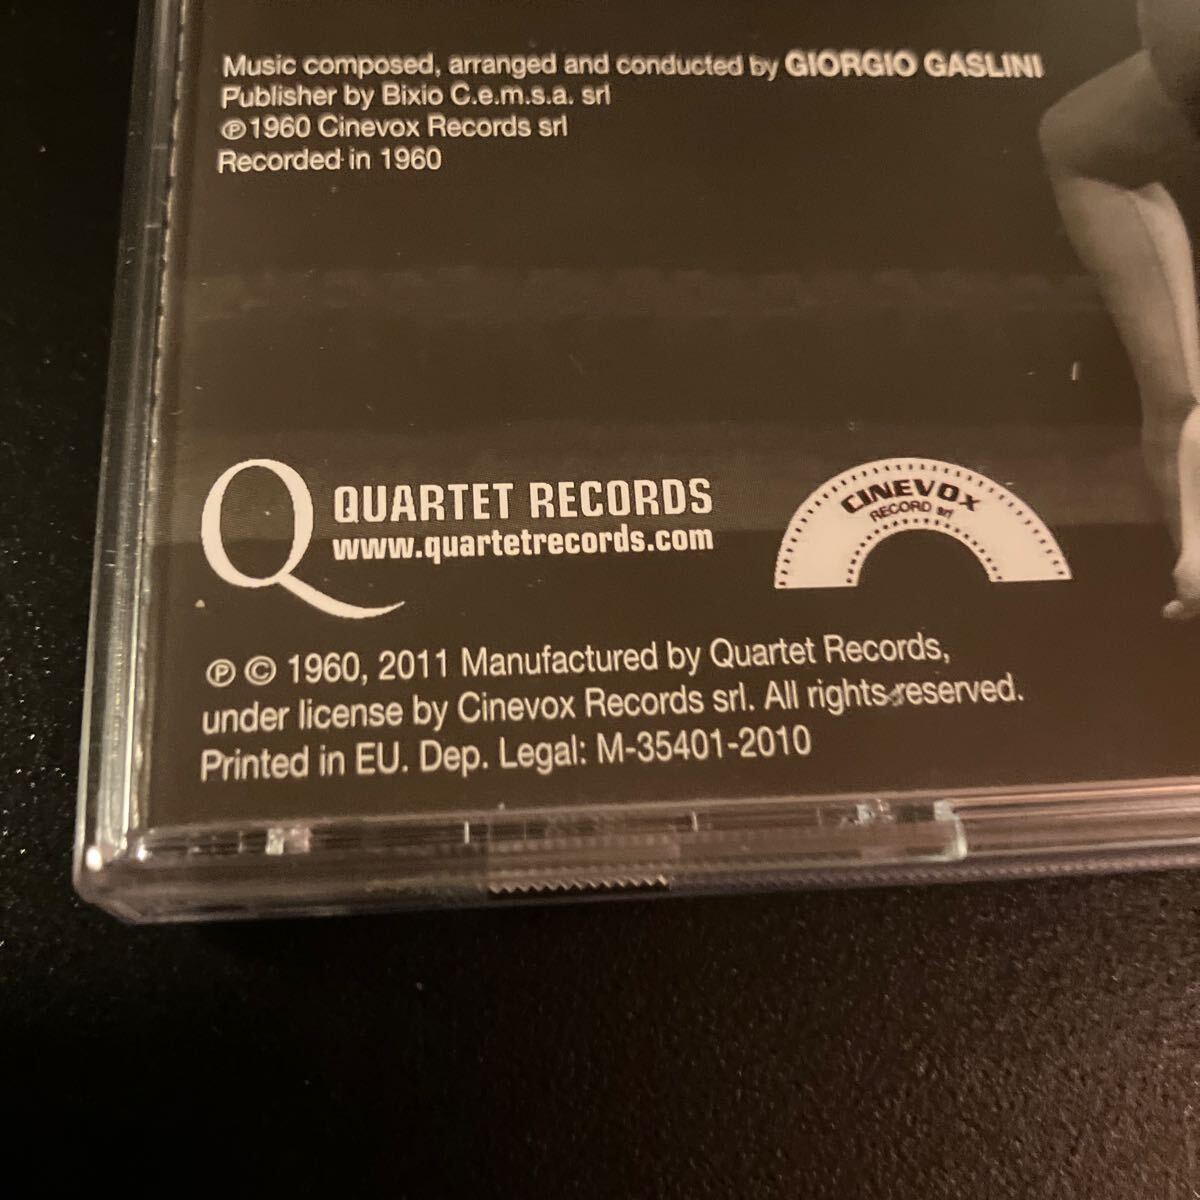 Music composed, arranged and conducted by GIORGIO GASLINI
Publisher by Bixio C.e.m.s.a. srl
℗1960 Cinevox Records srl
Recorded in 1960
Q QUARTET RECORDS
www.quartetrecords.com
CINEVOX
RECORD srl
℗ © 1960, 2011 Manufactured by Quartet Records,
under license by Cinevox Records srl. All rights reserved.
Printed in EU. Dep. Legal: M-35401-2010